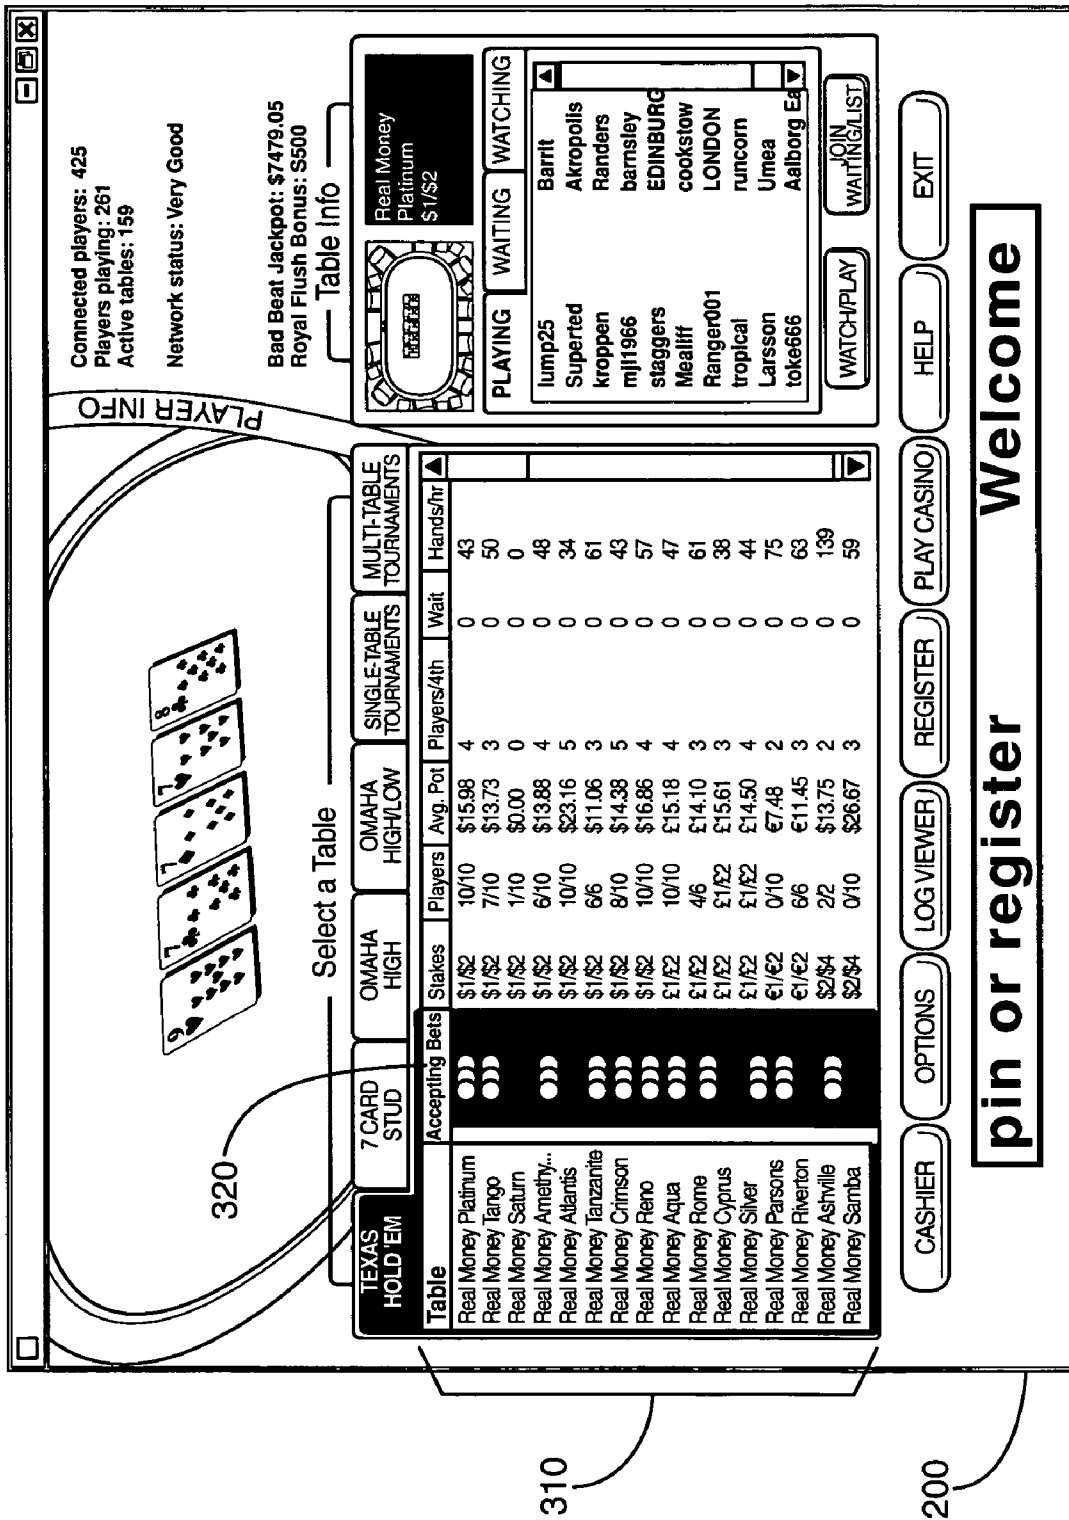 Connected players: 425
Players playing: 261
Active tables: 159
Network status: Very Good
Bad Beat Jackpot: $7479.05
Royal Flush Bonus: S500
PLAYER INFO
6
L
L
L
8
320
Select a Table
TEXAS HOLD 'EM
7 CARD STUD
OMAHA HIGH
OMAHA HIGH/LOW
SINGLE-TABLE TOURNAMENTS
MULTI-TABLE TOURNAMENTS
Table Accepting Bets Stakes Players Avg. Pot Players/4th Wait Hands/hr
Real Money Platinum $1/$2 10/10 $15.98 4 0 43
Real Money Tango $1/$2 7/10 $13.73 3 0 50
Real Money Saturn $1/$2 1/10 $0.00 0 0 0
Real Money Amethy... $1/$2 6/10 $13.88 4 0 48
Real Money Atlantis $1/$2 10/10 $23.16 5 0 34
Real Money Tanzanite $1/$2 6/6 $11.06 3 0 61
Real Money Crimson $1/$2 8/10 $14.38 5 0 43
Real Money Reno $1/$2 10/10 $16.86 4 0 57
Real Money Aqua £1/£2 10/10 £15.18 4 0 47
Real Money Rome £1/£2 4/6 £14.10 3 0 61
Real Money Cyprus £1/£2 £1/£2 £15.61 3 0 38
Real Money Silver £1/£2 £1/£2 £14.50 4 0 44
Real Money Parsons €1/€2 0/10 €7.48 2 0 75
Real Money Riverton €1/€2 6/6 €11.45 3 0 63
Real Money Ashville $2/$4 2/2 $13.75 2 0 139
Real Money Samba $2/$4 0/10 $26.67 3 0 59
Table Info
Real Money
Platinum
$1/$2
PLAYING WAITING WATCHING
lump25 Barrit
Superted Akropolis
kroppen Randers
mjl1966 barnsley
staggers EDINBURG
Mealiff cookstow
Ranger001 LONDON
tropical runcorn
Larsson Umea
toke666 Aalborg Ea
WATCH/PLAY
JOIN WAITING/LIST
CASHIER OPTIONS LOG VIEWER REGISTER PLAY CASINO HELP EXIT
pin or register Welcome
310
200